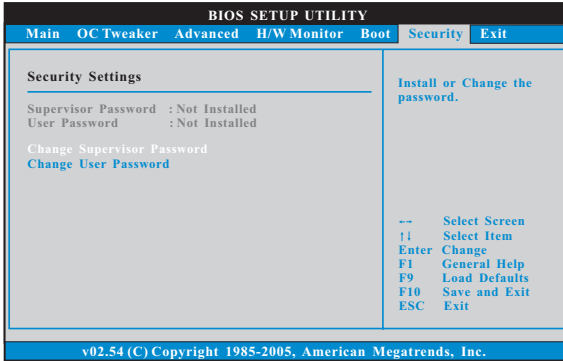 BIOS SETUP UTILITY
Main OC Tweaker Advanced H/W Monitor Boot Security Exit
Security Settings
Supervisor Password : Not Installed
User Password : Not Installed
Change Supervisor Password
Change User Password
Install or Change the
password.
←→ Select Screen
↑↓ Select Item
Enter Change
F1 General Help
F9 Load Defaults
F10 Save and Exit
ESC Exit
v02.54 (C) Copyright 1985-2005, American Megatrends, Inc.